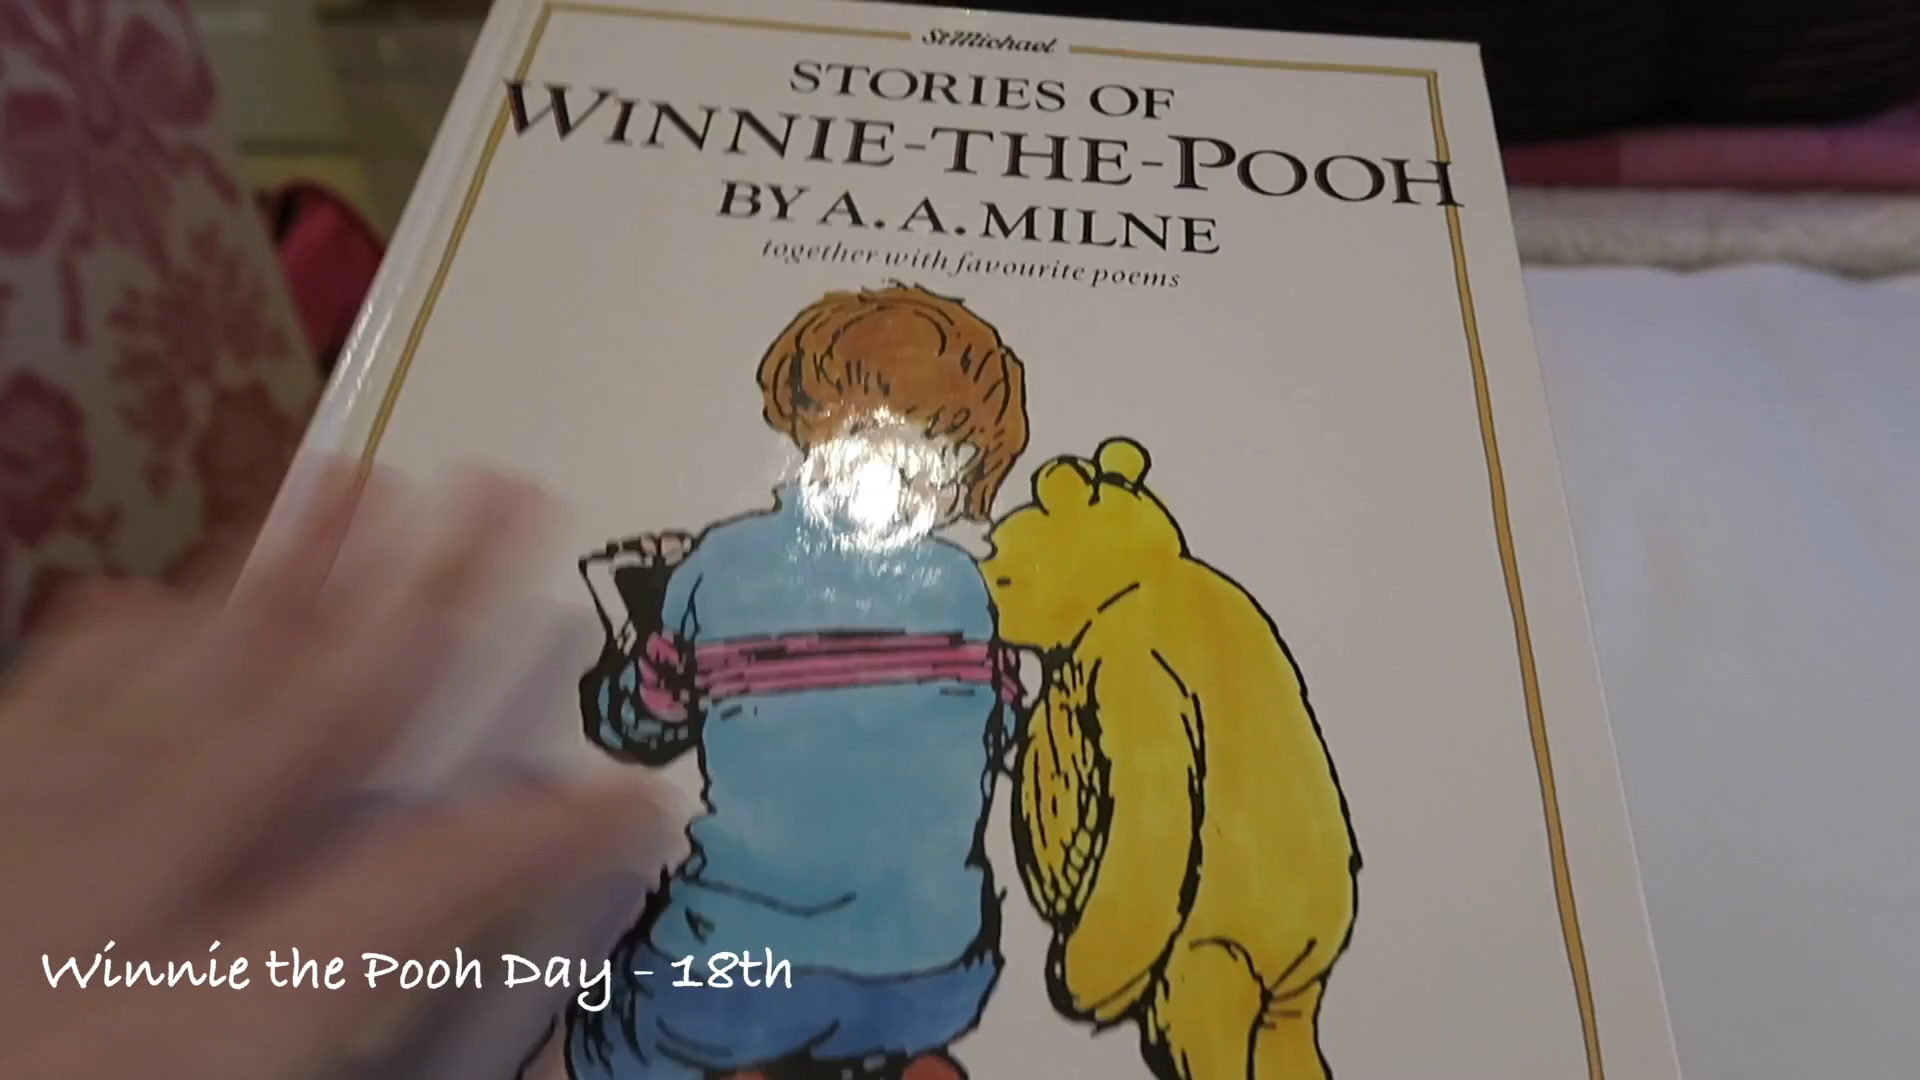 St Michael
STORIES OF
WINNIE-THE-POOH
BY A. A. MILNE
together with favourite poems
Winnie the Pooh Day - 18th